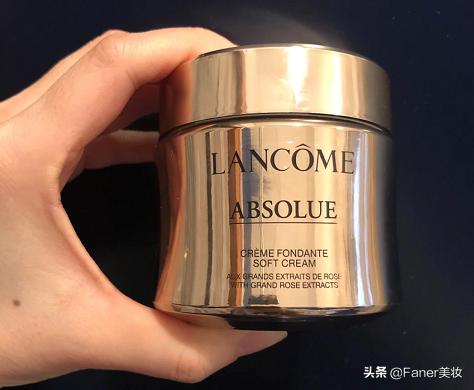 LANCÔME
ABSOLUE
CRÈME FONDANTE
SOFT CREAM
AUX GRANDS EXTRAITS DE ROSE
WITH GRAND ROSE EXTRACTS
头条 @Faner美妆